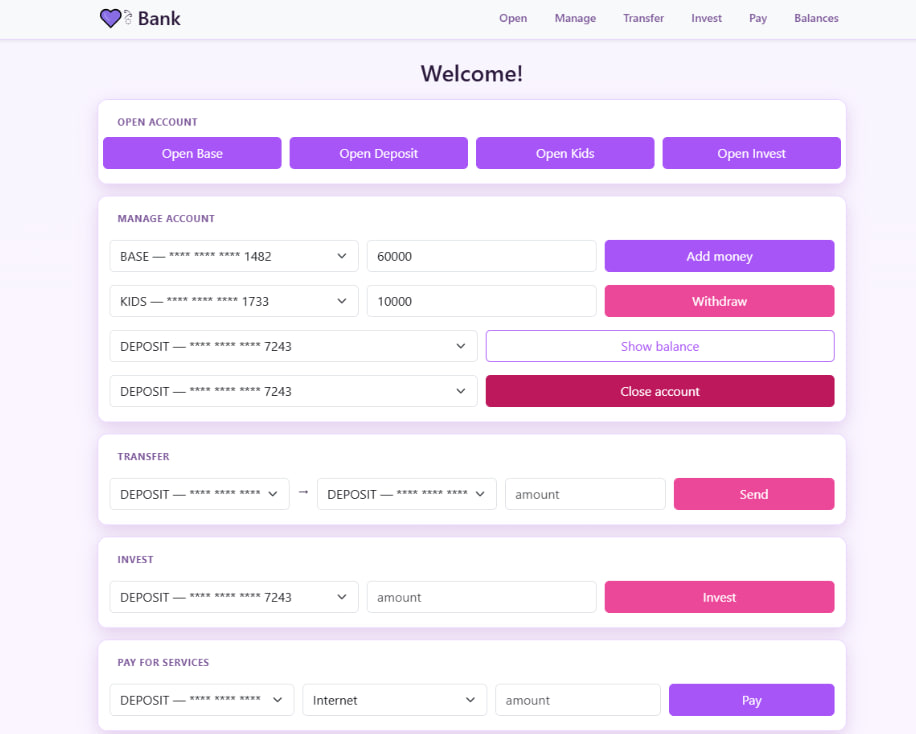 Bank
Open Manage Transfer Invest Pay Balances
Welcome!
OPEN ACCOUNT
Open Base Open Deposit Open Kids Open Invest
MANAGE ACCOUNT
BASE — **** **** **** 1482 60000 Add money
KIDS — **** **** **** 1733 10000 Withdraw
DEPOSIT — **** **** **** 7243 Show balance
DEPOSIT — **** **** **** 7243 Close account
TRANSFER
DEPOSIT — **** **** **** → DEPOSIT — **** **** **** amount Send
INVEST
DEPOSIT — **** **** **** 7243 amount Invest
PAY FOR SERVICES
DEPOSIT — **** **** **** Internet amount Pay